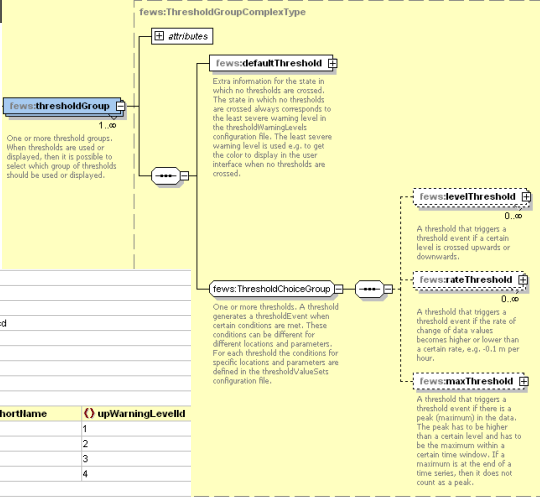 fews:ThresholdGroupComplexType
attributes
fews:defaultThreshold
Extra information for the state in
which no thresholds are crossed.
The state in which no thresholds
are crossed always corresponds to
the least severe warning level in
the thresholdWarningLevels
configuration file. The least severe
warning level is used e.g. to get
the color to display in the user
interface when no thresholds are
crossed.
fews:thresholdGroup
1..∞
One or more threshold groups.
When thresholds are used or
displayed, then it is possible to
select which group of thresholds
should be used or displayed.
fews:levelThreshold
0..∞
A threshold that triggers a
threshold event if a certain
level is crossed upwards or
downwards.
fews:rateThreshold
0..∞
A threshold that triggers a
threshold event if the rate of
change of data values
becomes higher or lower than
a certain rate, e.g. -0.1 m per
hour.
fews:ThresholdChoiceGroup
One or more thresholds. A threshold
generates a thresholdEvent when
certain conditions are met. These
conditions can be different for
different locations and parameters.
For each threshold the conditions for
specific locations and parameters are
defined in the thresholdValueSets
configuration file.
fews:maxThreshold
A threshold that triggers a
threshold event if there is a
peak (maximum) in the data.
The peak has to be higher
than a certain level and has to
be the maximum within a
certain time window. If a
maximum is at the end of a
time series, then it does not
count as a peak.
cd
hortName {} upWarningLevelId
1
2
3
4